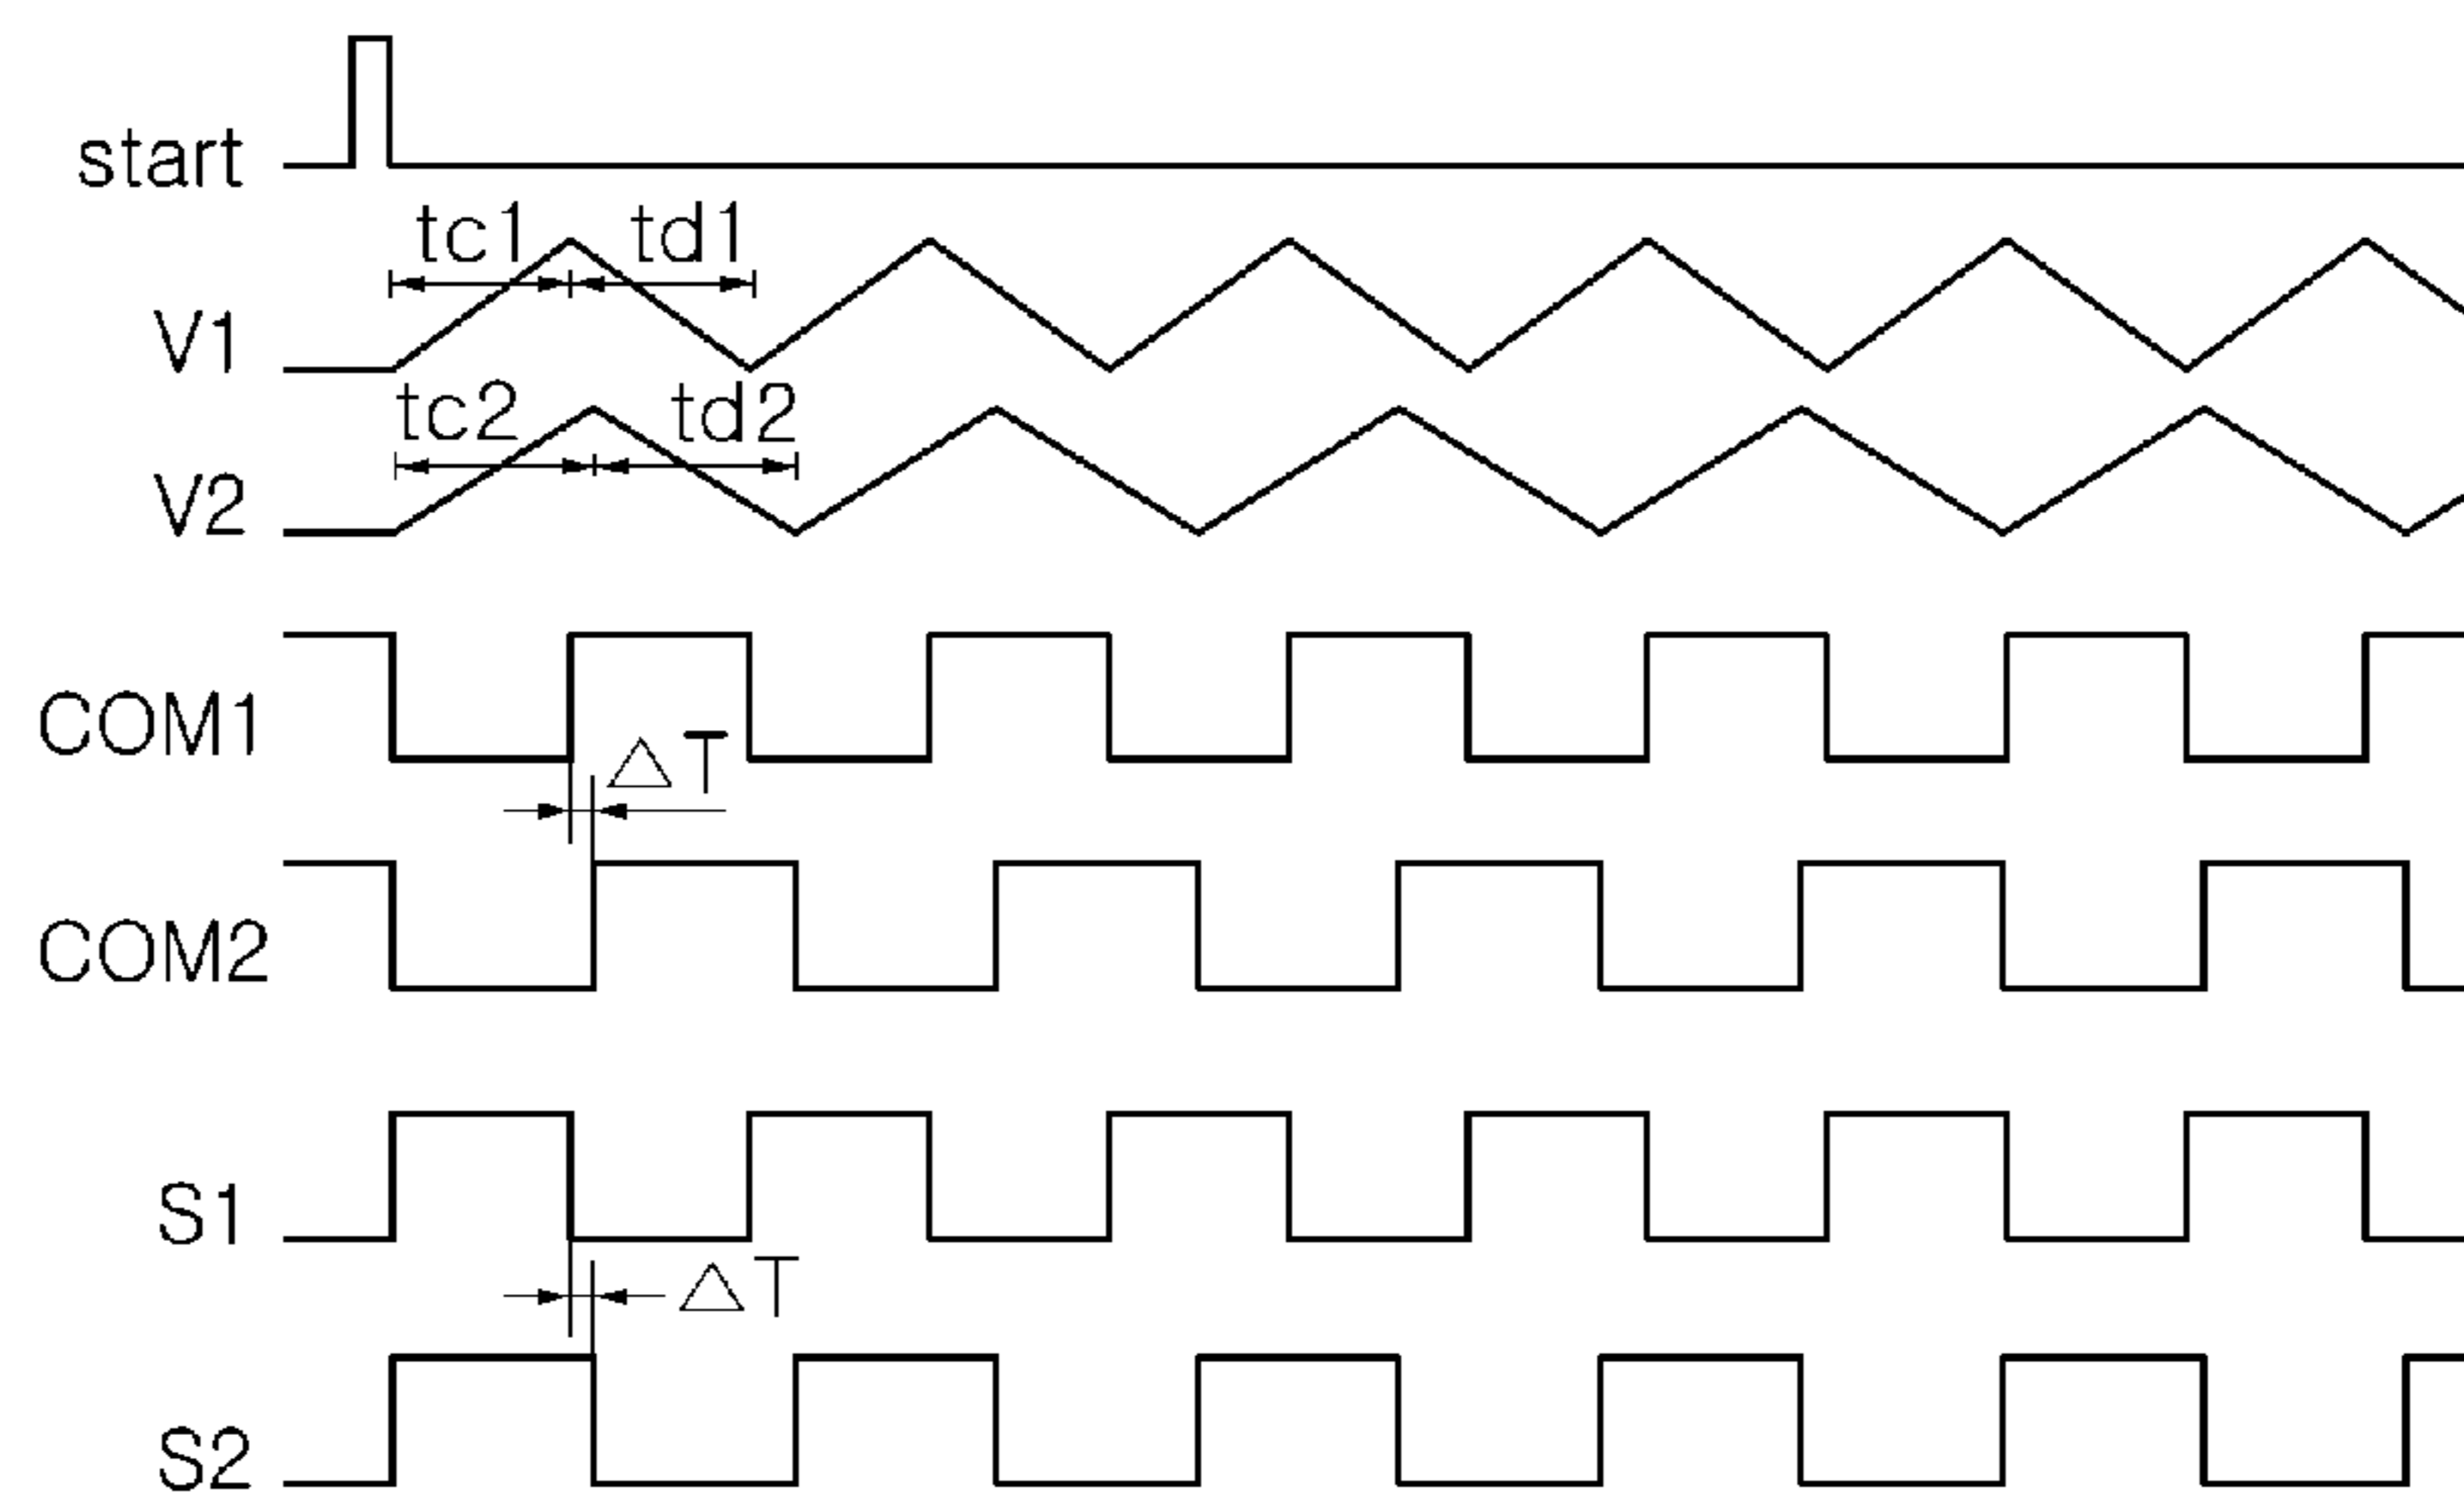 start
tc1 td1
V1
tc2 td2
V2
COM1
△T
COM2
S1
△T
S2